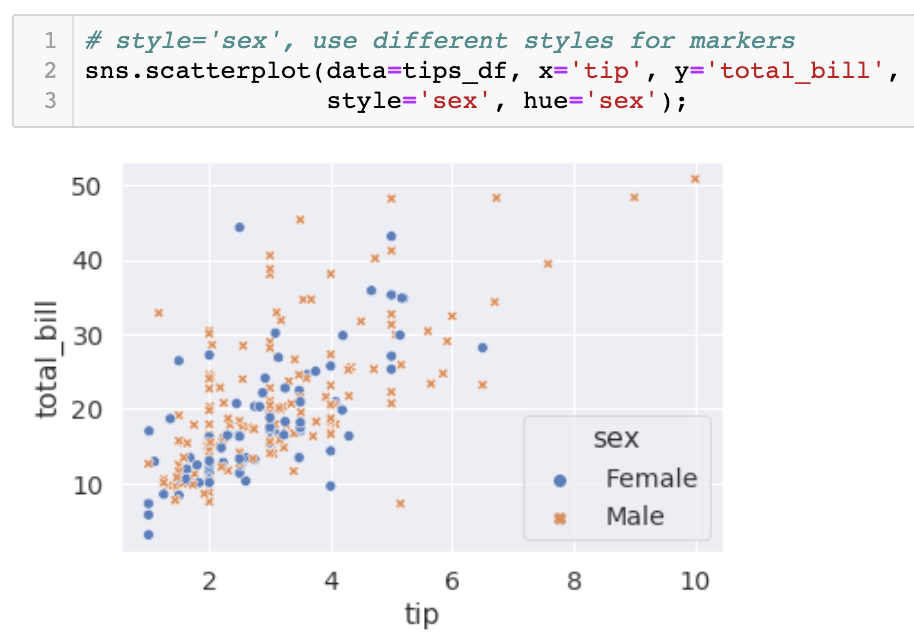 1 # style='sex', use different styles for markers
2 sns.scatterplot(data=tips_df, x='tip', y='total_bill',
3 style='sex', hue='sex');
50
40
30
20
10
total_bill
sex
Female
Male
2 4 6 8 10
tip